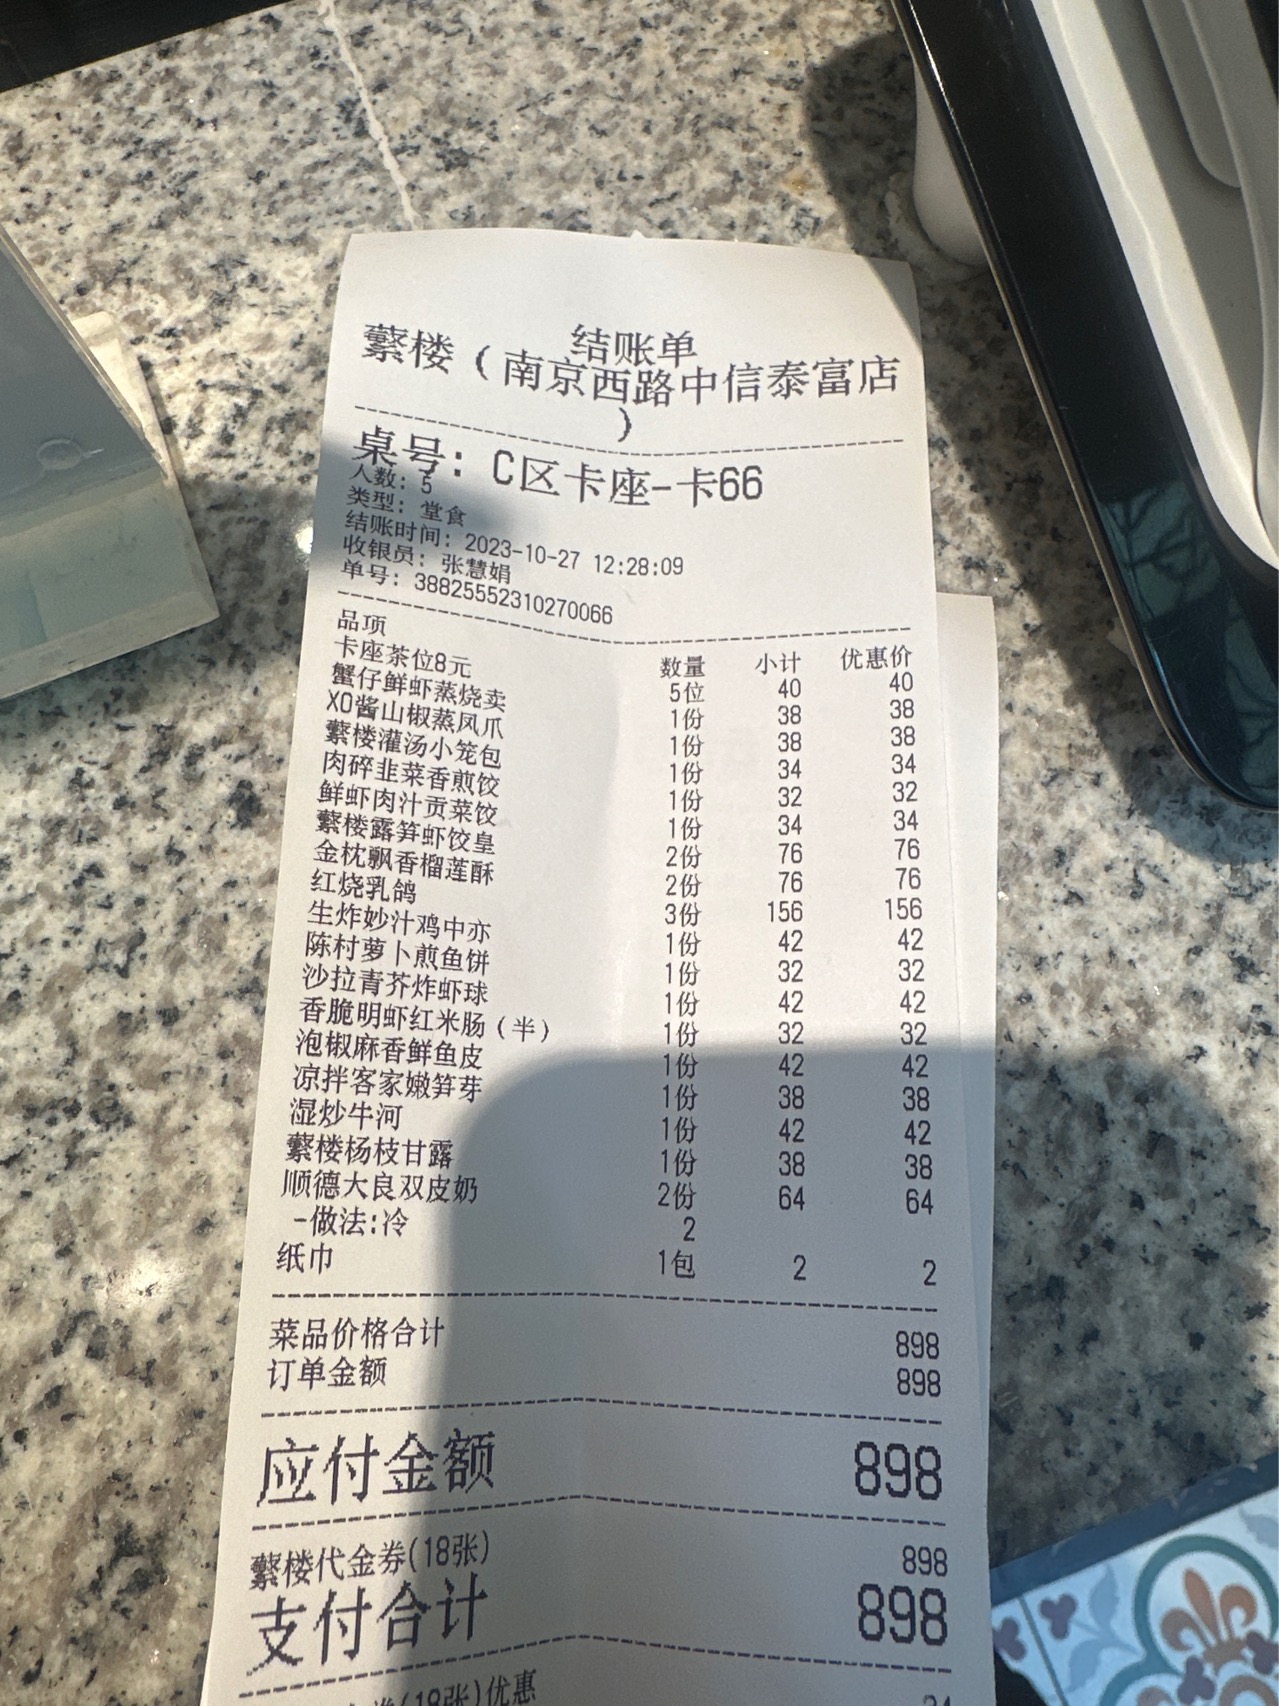 结账单
蘩楼（南京西路中信泰富店
）
桌号: C区卡座-卡66
人数: 5
类型: 堂食
结账时间: 2023-10-27 12:28:09
收银员: 张慧娟
单号: 388255552310270066
品项 数量 小计 优惠价
卡座茶位8元 5位 40 40
蟹仔鲜虾蒸烧卖 1份 38 38
XO酱山椒蒸凤爪 1份 38 38
蘩楼灌汤小笼包 1份 34 34
肉碎韭菜香煎饺 1份 32 32
鲜虾肉汁贡菜饺 1份 34 34
蘩楼露笋虾饺皇 2份 76 76
金枕飘香榴莲酥 2份 76 76
红烧乳鸽 3份 156 156
生炸妙汁鸡中亦 1份 42 42
陈村萝卜煎鱼饼 1份 32 32
沙拉青芥炸虾球 1份 42 42
香脆明虾红米肠（半） 1份 32 32
泡椒麻香鲜鱼皮 1份 42 42
凉拌客家嫩笋芽 1份 38 38
湿炒牛河 1份 42 42
蘩楼杨枝甘露 1份 38 38
顺德大良双皮奶 2份 64 64
-做法:冷 2
纸巾 1包 2 2
菜品价格合计 898
订单金额 898
应付金额 898
蘩楼代金券(18张) 898
支付合计 898
券(18张)优惠